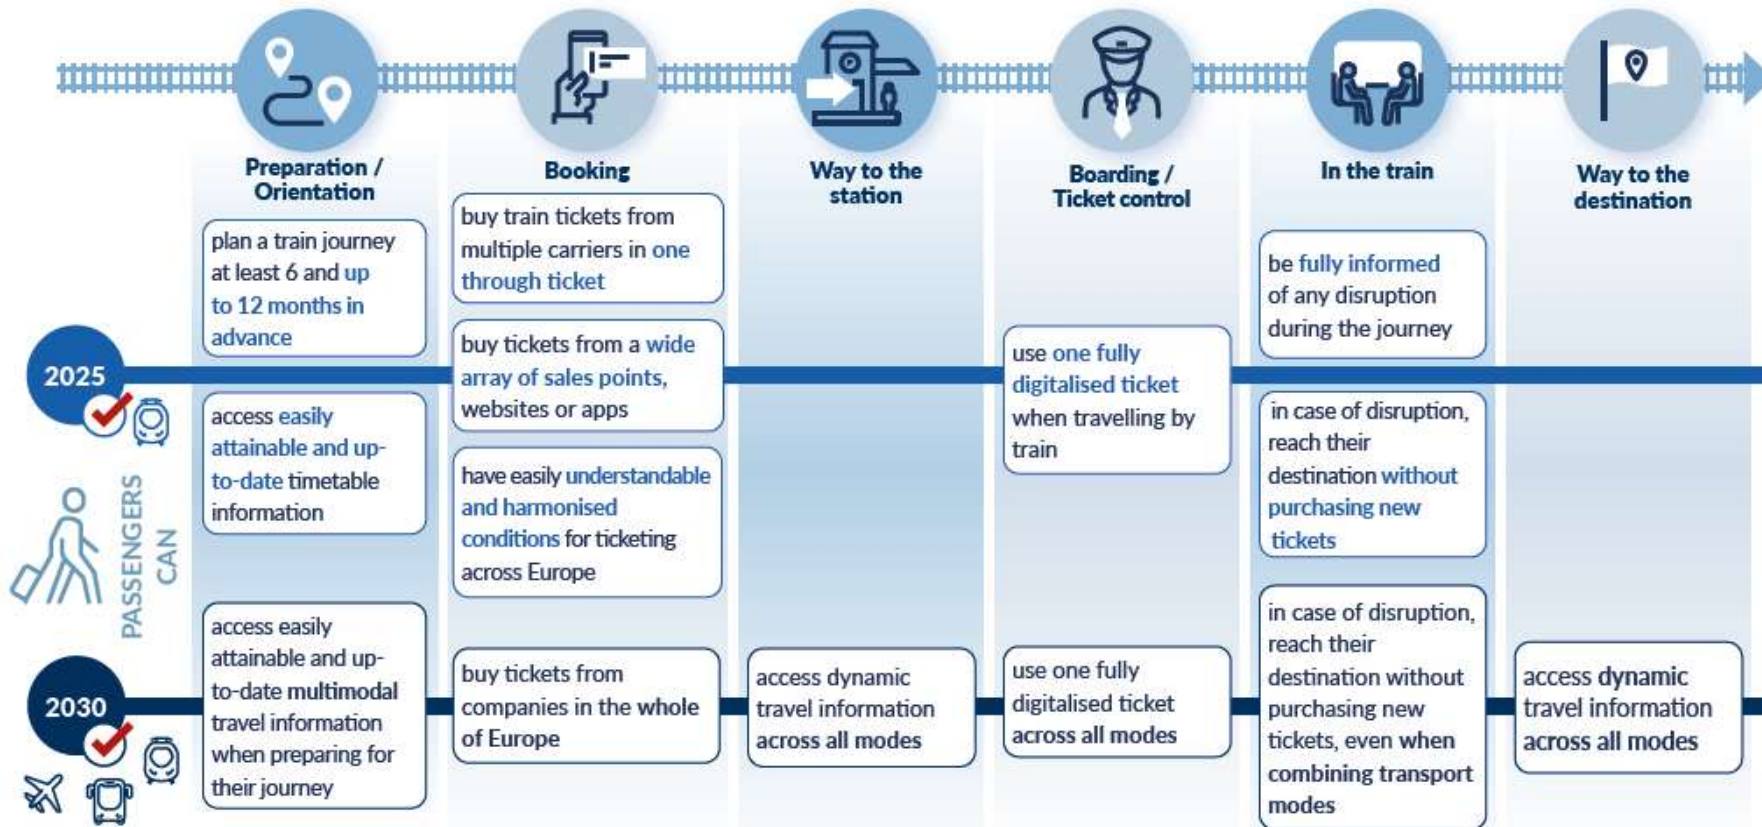 Preparation /
Orientation
Booking
Way to the
station
Boarding /
Ticket control
In the train
Way to the
destination
2025
plan a train journey
at least 6 and up
to 12 months in
advance
access easily
attainable and up-
to-date timetable
information
buy train tickets from
multiple carriers in one
through ticket
buy tickets from a wide
array of sales points,
websites or apps
have easily understandable
and harmonised
conditions for ticketing
across Europe
use one fully
digitalised ticket
when travelling by
train
be fully informed
of any disruption
during the journey
in case of disruption,
reach their
destination without
purchasing new
tickets
PASSENGERS
CAN
2030
access easily
attainable and up-
to-date multimodal
travel information
when preparing for
their journey
buy tickets from
companies in the whole
of Europe
access dynamic
travel information
across all modes
use one fully
digitalised ticket
across all modes
in case of disruption,
reach their
destination without
purchasing new
tickets, even when
combining transport
modes
access dynamic
travel information
across all modes